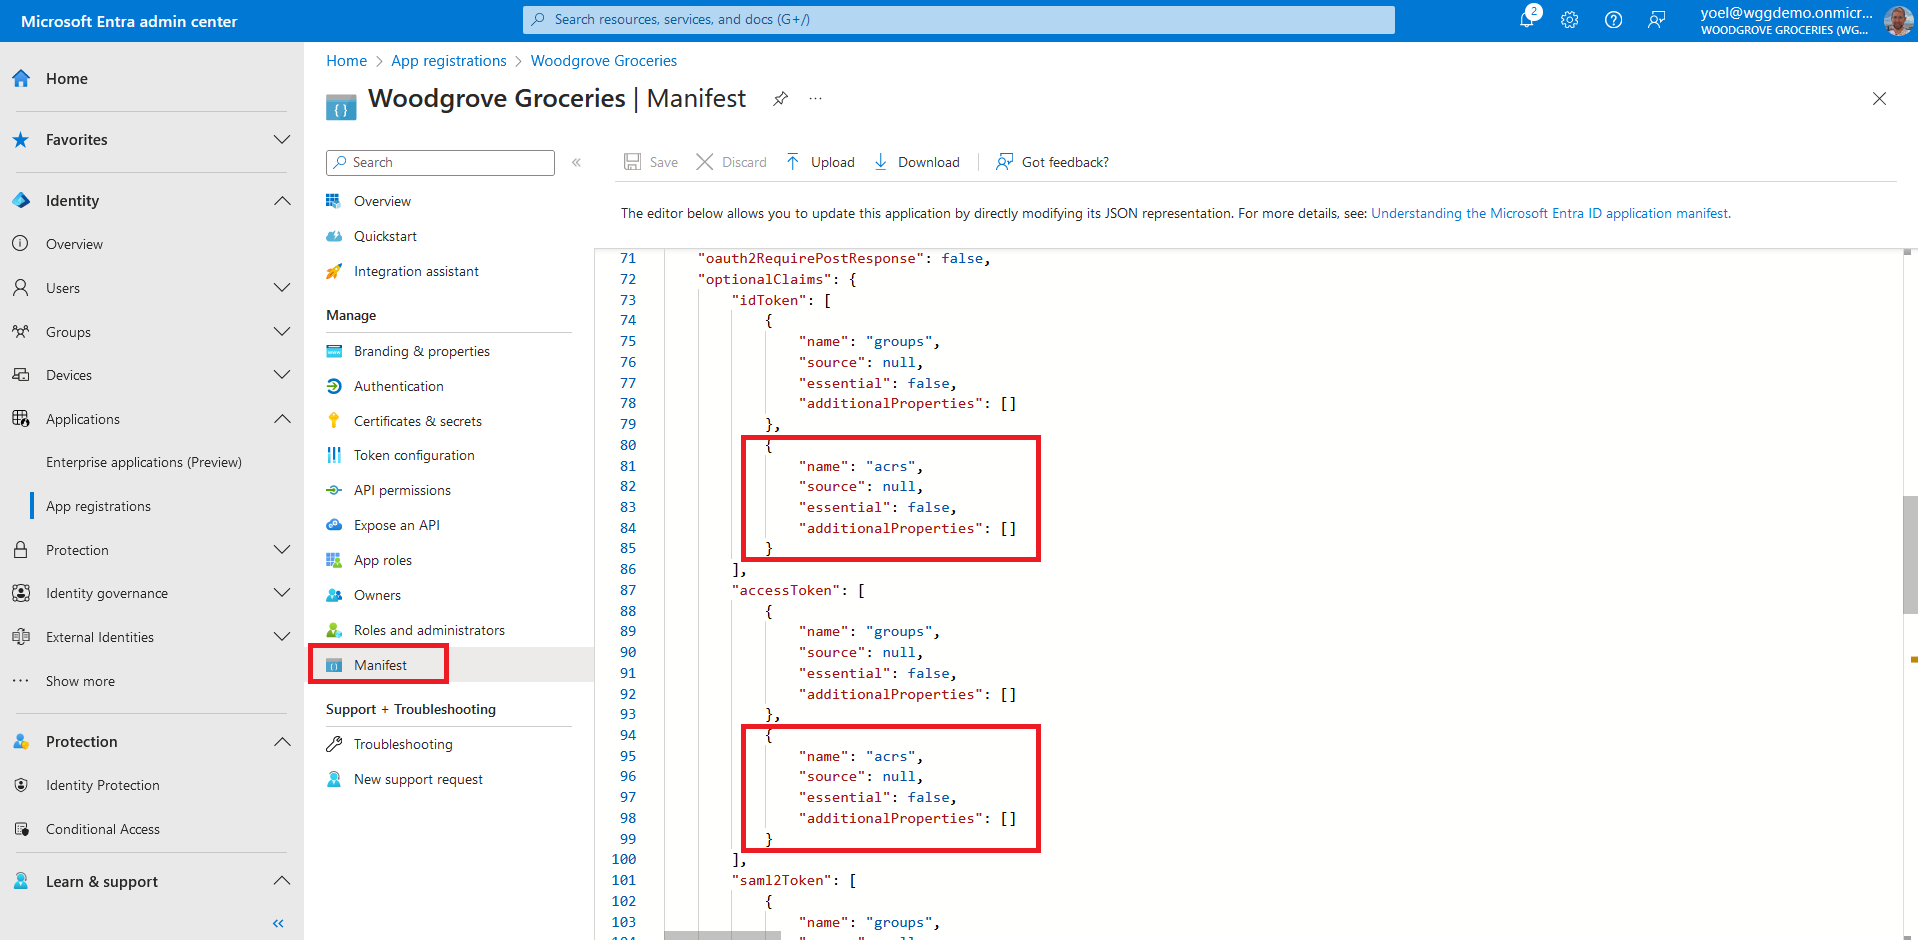 Microsoft Entra admin center
Search resources, services, and docs (G+/)
2
yoel@wggdemo.onmicr...
WOODGROVE GROCERIES (WG...
Home
Favorites
Identity
Overview
Users
Groups
Devices
Applications
Enterprise applications (Preview)
App registrations
Protection
Identity governance
External Identities
Show more
Protection
Identity Protection
Conditional Access
Learn & support
Home > App registrations > Woodgrove Groceries
Woodgrove Groceries | Manifest
Search
Overview
Quickstart
Integration assistant
Manage
Branding & properties
Authentication
Certificates & secrets
Token configuration
API permissions
Expose an API
App roles
Owners
Roles and administrators
Manifest
Support + Troubleshooting
Troubleshooting
New support request
Save
Discard
Upload
Download
Got feedback?
The editor below allows you to update this application by directly modifying its JSON representation. For more details, see: Understanding the Microsoft Entra ID application manifest.
71 "oauth2RequirePostResponse": false,
72 "optionalClaims": {
73 "idToken": [
74 {
75 "name": "groups",
76 "source": null,
77 "essential": false,
78 "additionalProperties": []
79 },
80 {
81 "name": "acrs",
82 "source": null,
83 "essential": false,
84 "additionalProperties": []
85 }
86 ],
87 "accessToken": [
88 {
89 "name": "groups",
90 "source": null,
91 "essential": false,
92 "additionalProperties": []
93 },
94 {
95 "name": "acrs",
96 "source": null,
97 "essential": false,
98 "additionalProperties": []
99 }
100 ],
101 "saml2Token": [
102 {
103 "name": "groups",